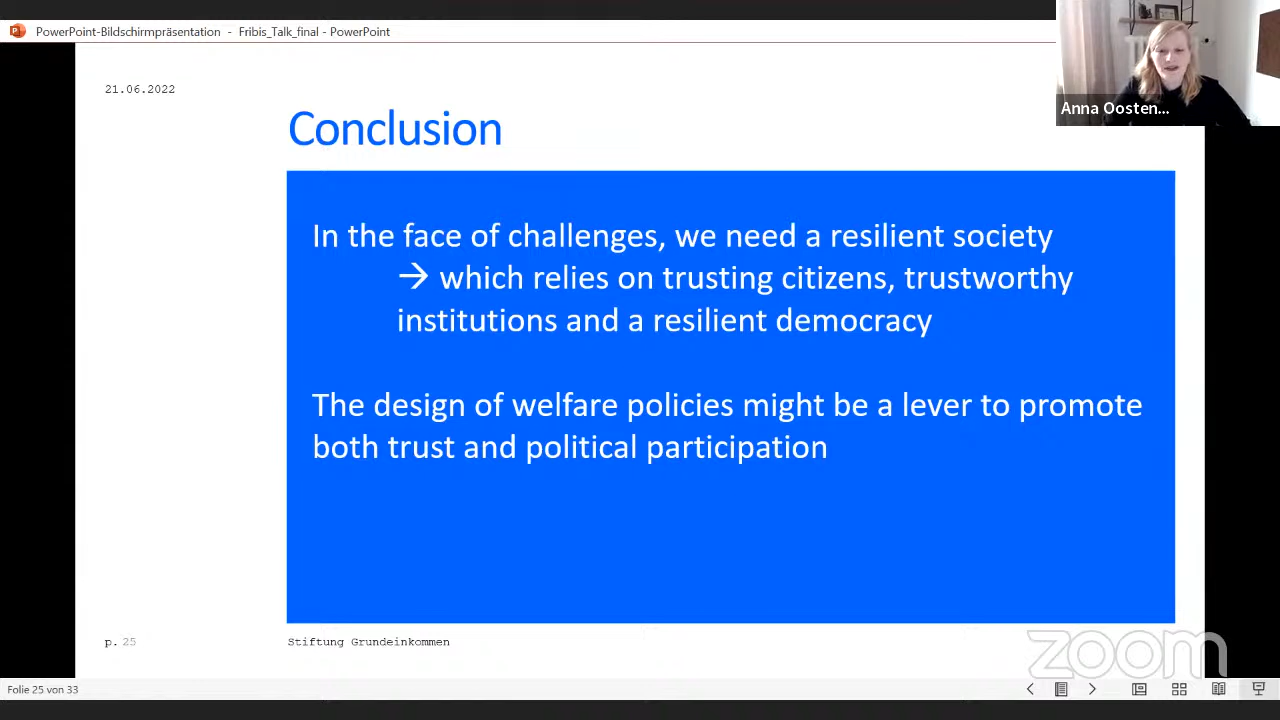 PowerPoint-Bildschirmpräsentation - Fribis_Talk_final - PowerPoint
Anna Oosten...
21.06.2022
Conclusion
In the face of challenges, we need a resilient society
→ which relies on trusting citizens, trustworthy
institutions and a resilient democracy
The design of welfare policies might be a lever to promote
both trust and political participation
p. 25
Stiftung Grundeinkommen
zoom
Folie 25 von 33